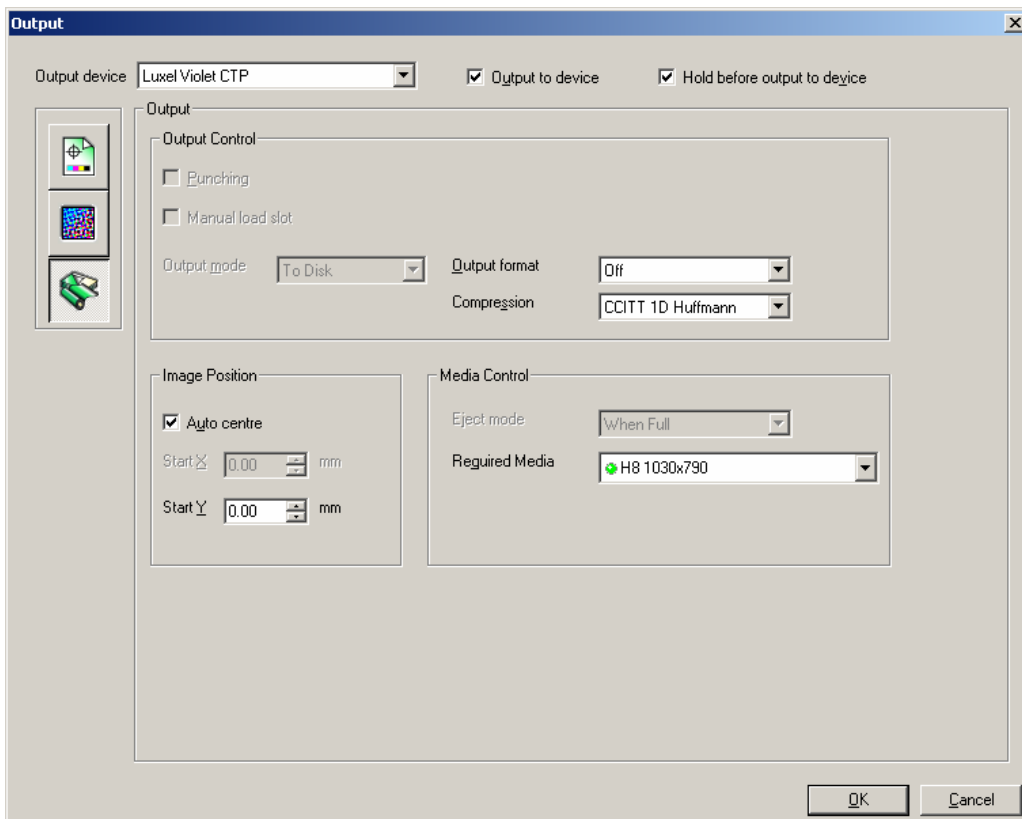 Output
Output device Luxel Violet CTP Output to device Hold before output to device
Output
Output Control
Punching
Manual load slot
Output mode To Disk Output format Off
Compression CCITT 1D Huffmann
Image Position Media Control
Auto centre Eject mode When Full
Start X 0.00 mm Required Media H8 1030x790
Start Y 0.00 mm
OK Cancel